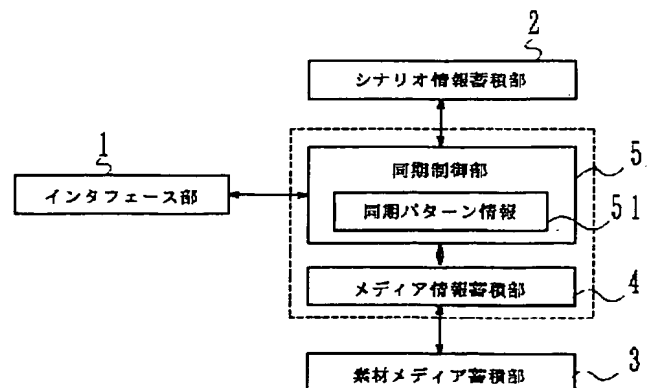 2
シナリオ情報蓄積部
1
インタフェース部
同期制御部
5
同期パターン情報
51
メディア情報蓄積部
4
素材メディア蓄積部
3